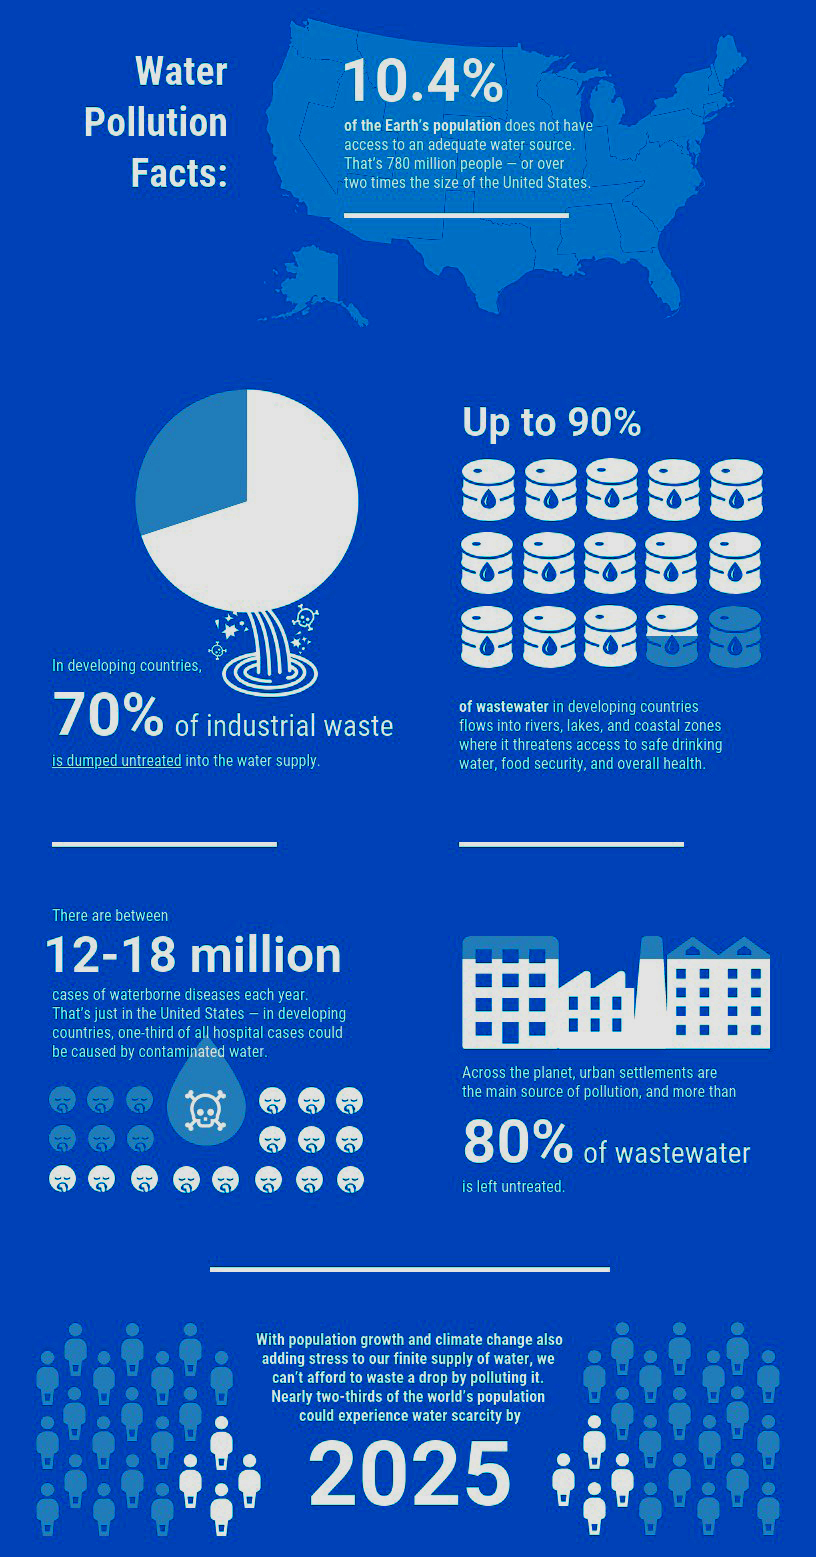 Water
Pollution
Facts:
10.4%
of the Earth's population does not have
access to an adequate water source.
That's 780 million people — or over
two times the size of the United States.
In developing countries,
70% of industrial waste
is dumped untreated into the water supply.
Up to 90%
of wastewater in developing countries
flows into rivers, lakes, and coastal zones
where it threatens access to safe drinking
water, food security, and overall health.
There are between
12-18 million
cases of waterborne diseases each year.
That's just in the United States — in developing
countries, one-third of all hospital cases could
be caused by contaminated water.
Across the planet, urban settlements are
the main source of pollution, and more than
80% of wastewater
is left untreated.
With population growth and climate change also
adding stress to our finite supply of water, we
can't afford to waste a drop by polluting it.
Nearly two-thirds of the world's population
could experience water scarcity by
2025